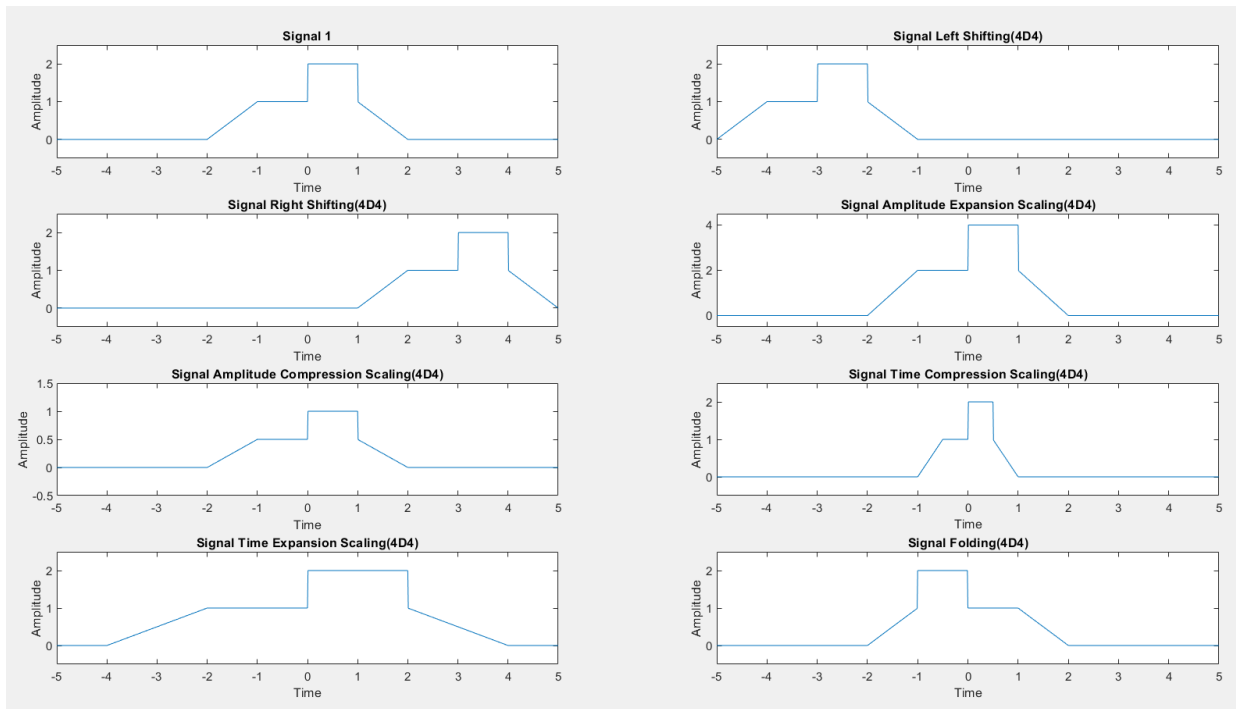 Signal 1
Amplitude
2
1
0
-5 -4 -3 -2 -1 0 1 2 3 4 5
Time
Signal Left Shifting(4D4)
Amplitude
2
1
0
-5 -4 -3 -2 -1 0 1 2 3 4 5
Time
Signal Right Shifting(4D4)
Amplitude
2
1
0
-5 -4 -3 -2 -1 0 1 2 3 4 5
Time
Signal Amplitude Expansion Scaling(4D4)
Amplitude
4
2
0
-5 -4 -3 -2 -1 0 1 2 3 4 5
Time
Signal Amplitude Compression Scaling(4D4)
Amplitude
1.5
1
0.5
0
-0.5
-5 -4 -3 -2 -1 0 1 2 3 4 5
Time
Signal Time Compression Scaling(4D4)
Amplitude
2
1
0
-5 -4 -3 -2 -1 0 1 2 3 4 5
Time
Signal Time Expansion Scaling(4D4)
Amplitude
2
1
0
-5 -4 -3 -2 -1 0 1 2 3 4 5
Time
Signal Folding(4D4)
Amplitude
2
1
0
-5 -4 -3 -2 -1 0 1 2 3 4 5
Time